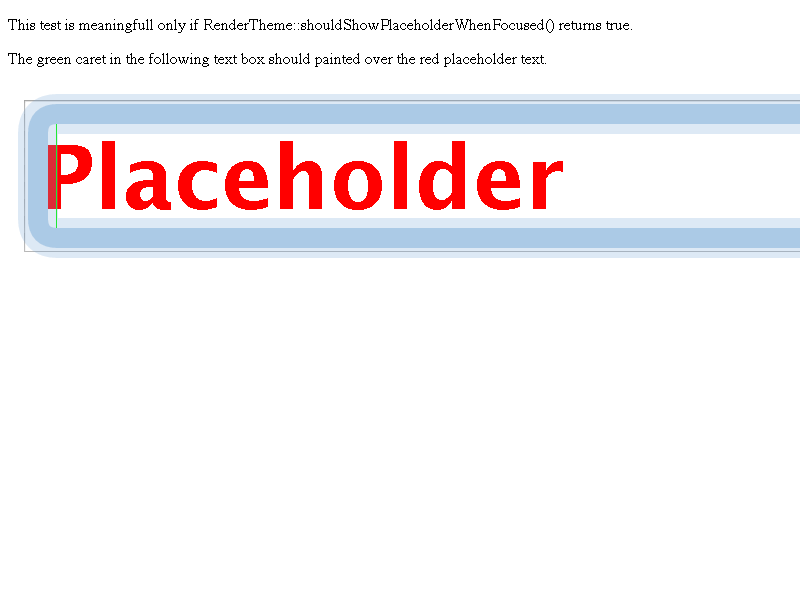 This test is meaningfull only if RenderTheme::shouldShowPlaceholderWhenFocused() returns true.
The green caret in the following text box should painted over the red placeholder text.
Placeholder